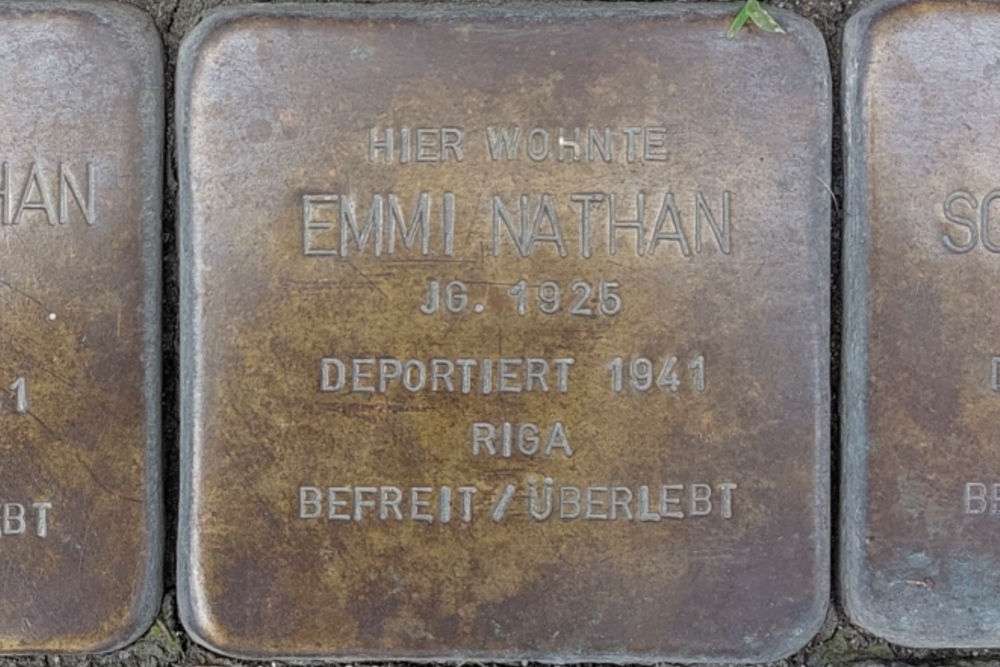 HIER WOHNTE
EMMI NATHAN
JG. 1925
DEPORTIERT 1941
RIGA
BEFREIT / ÜBERLEBT